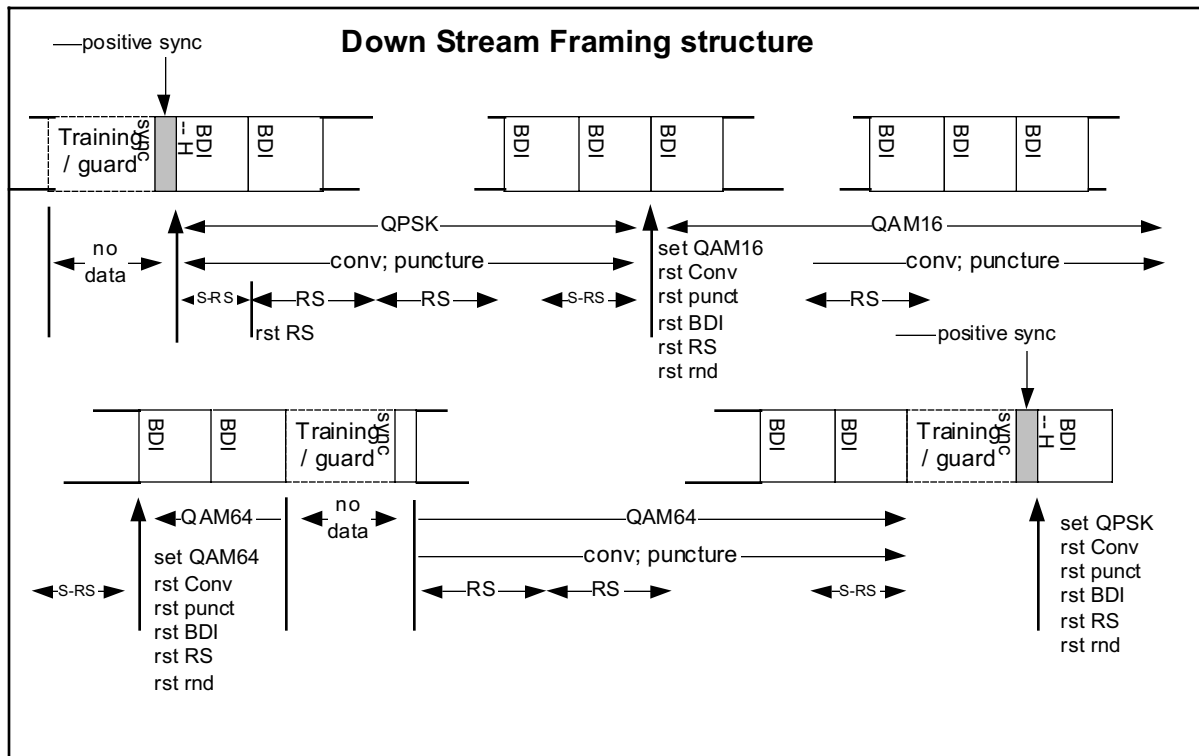 Down Stream Framing structure
positive sync
Training
/ guard
sync
--H
BDI
BDI
BDI
BDI
BDI
BDI
BDI
BDI
QPSK
QAM16
no
data
conv; puncture
conv; puncture
S-RS
RS
RS
S-RS
RS
rst RS
set QAM16
rst Conv
rst punct
rst BDI
rst RS
rst rnd
positive sync
BDI
BDI
Training
/ guard
sync
BDI
BDI
Training
/ guard
sync
--H
BDI
QAM64
no
data
QAM64
conv; puncture
S-RS
RS
RS
S-RS
set QAM64
rst Conv
rst punct
rst BDI
rst RS
rst rnd
set QPSK
rst Conv
rst punct
rst BDI
rst RS
rst rnd